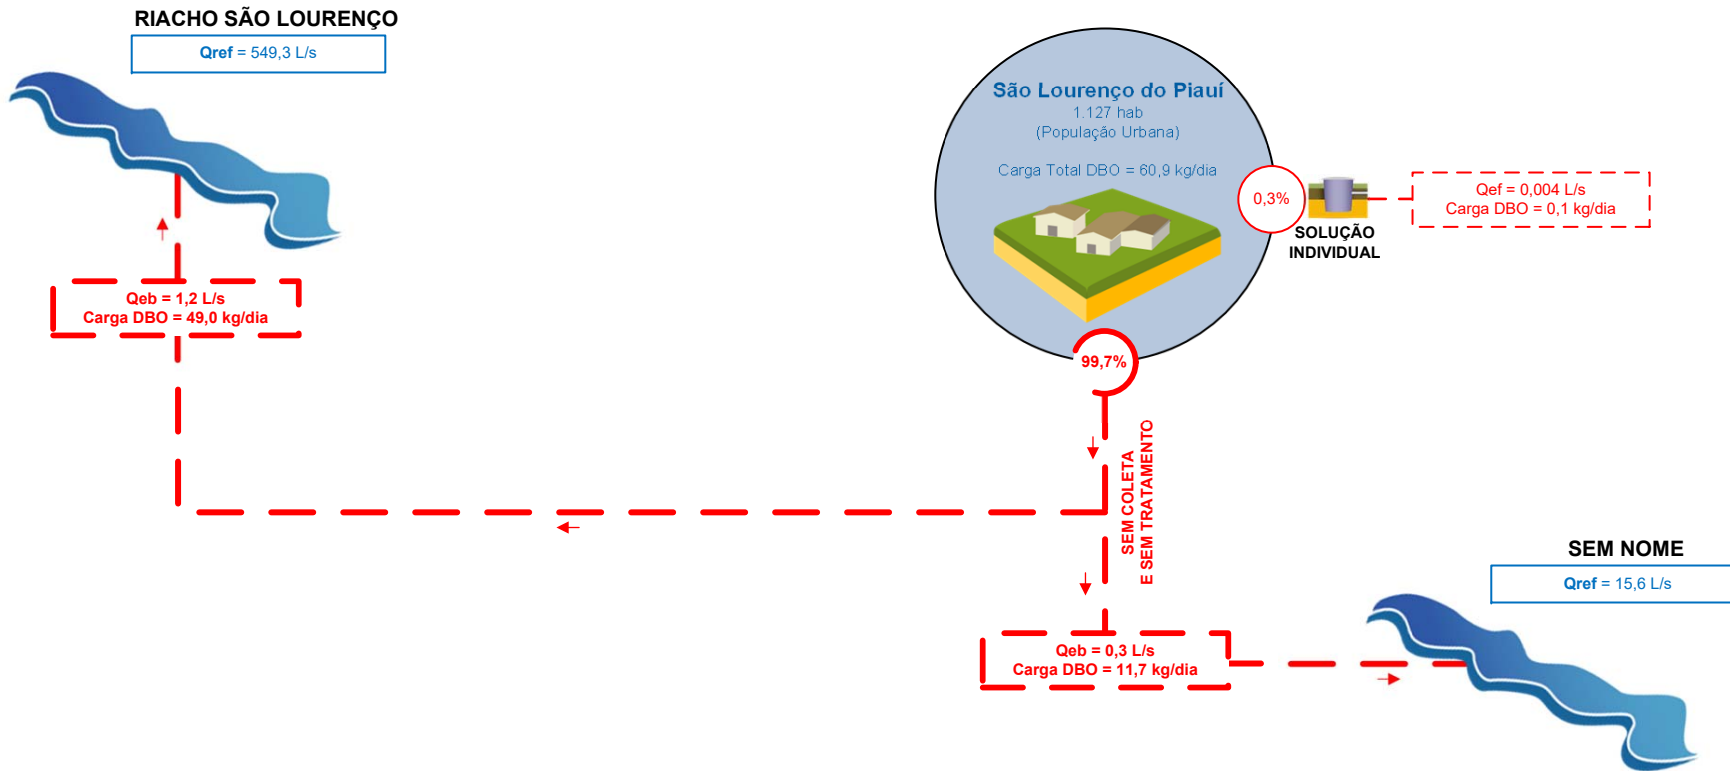 RIACHO SÃO LOURENÇO
Qref = 549,3 L/s
São Lourenço do Piauí
1.127 hab
(População Urbana)
Carga Total DBO = 60,9 kg/dia
0,3%
SOLUÇÃO
INDIVIDUAL
Qef = 0,004 L/s
Carga DBO = 0,1 kg/dia
Qeb = 1,2 L/s
Carga DBO = 49,0 kg/dia
99,7%
SEM COLETA
E SEM TRATAMENTO
SEM NOME
Qref = 15,6 L/s
Qeb = 0,3 L/s
Carga DBO = 11,7 kg/dia